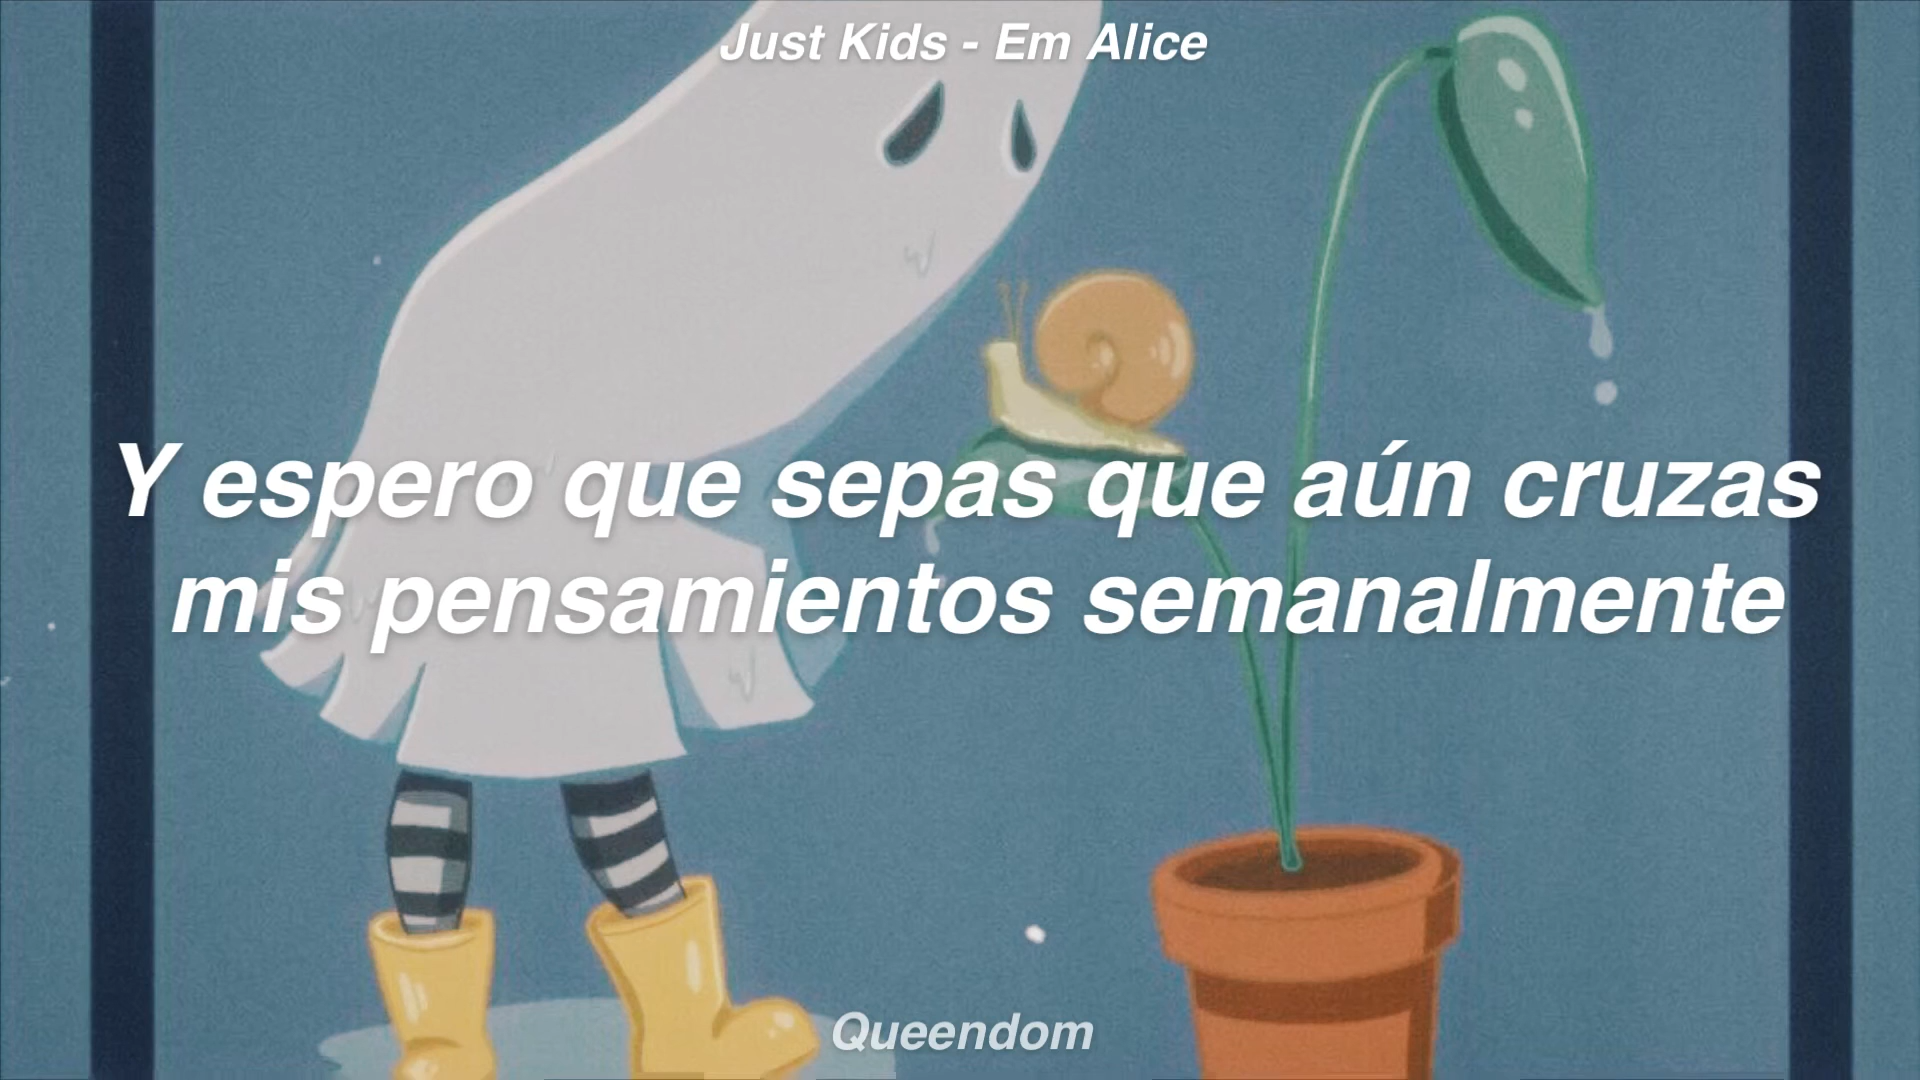 Just Kids - Em Alice
Y espero que sepas que aún cruzas
mis pensamientos semanalmente
Queendom